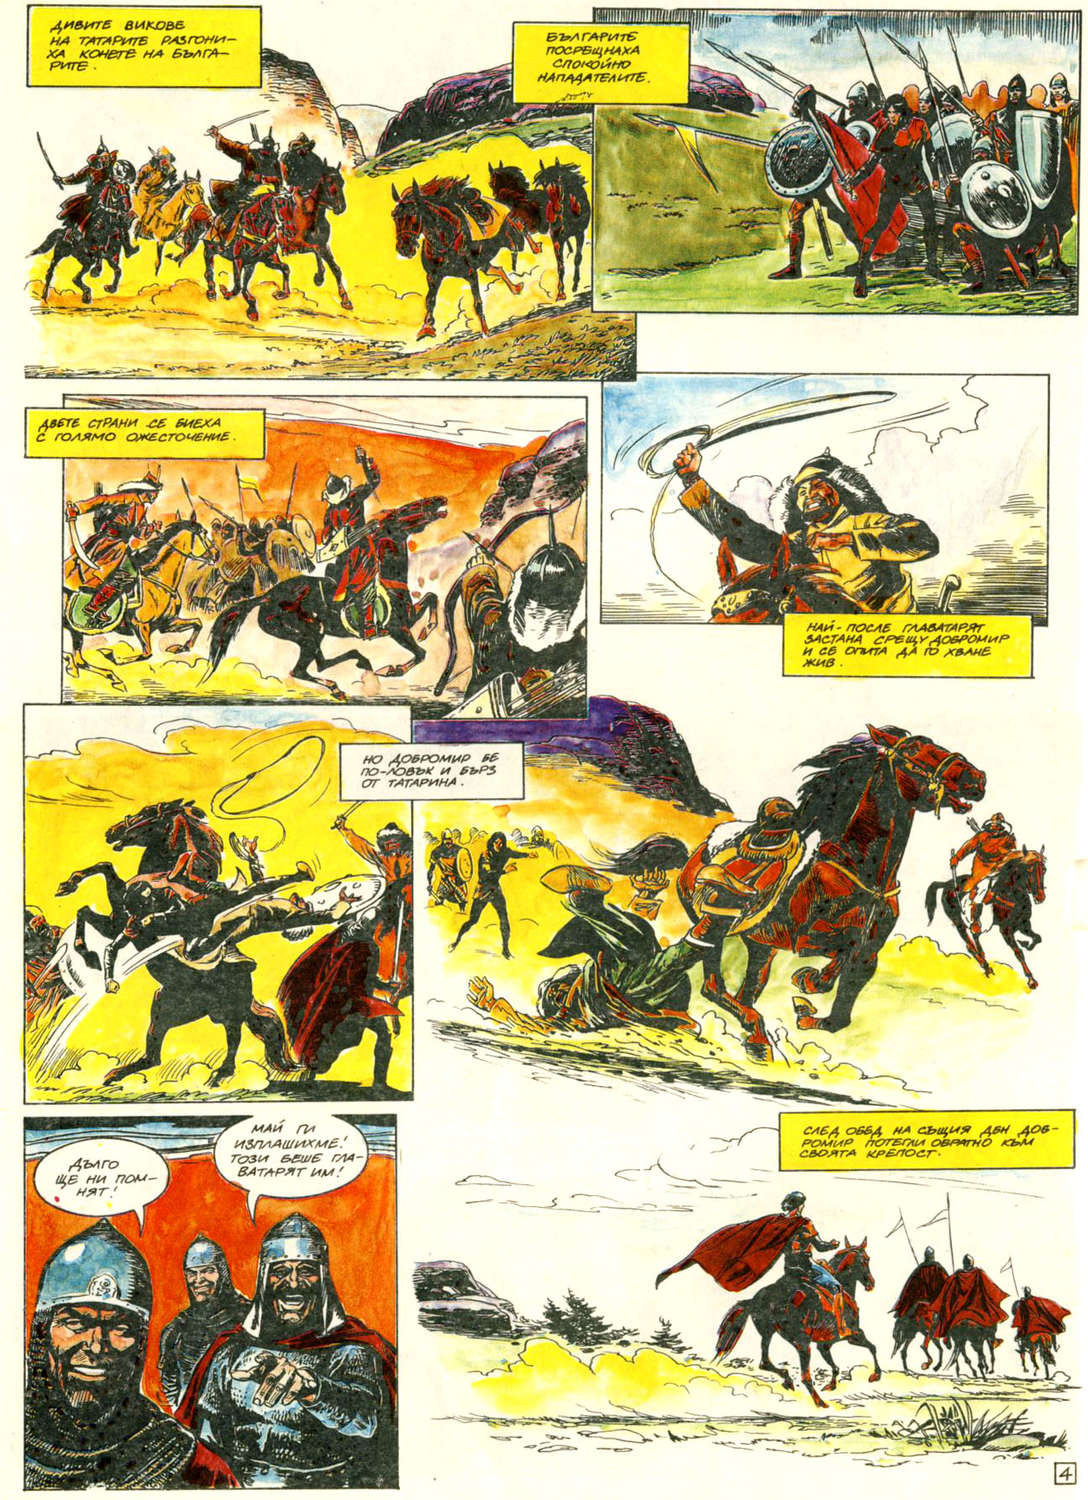 ДИВИТЕ ВИКОВЕ
НА ТАТАРИТЕ РАЗГОНИ-
ХА КОНЕТЕ НА БЪЛГА-
РИТЕ.
БЪЛГАРИТЕ
ПОСРЕЩНАХА
СПОКОЙНО
НАПАДАТЕЛИТЕ.
ДВЕТЕ СТРАНИ СЕ БИЕХА
С ГОЛЯМО ОЖЕСТОЧЕНИЕ.
НАЙ-ПОСЛЕ ГЛАВАТАРЯТ
ЗАСТАНА СРЕЩУ ДОБРОМИР
И СЕ ОПИТА ДА ГО ХВАНЕ
ЖИВ.
НО ДОБРОМИР БЕ
ПО-ЛОВЪК И БЪРЗ
ОТ ТАТАРИНА.
ДЪЛГО
ЩЕ НИ ПОМ-
НЯТ!
МАЙ ГИ
ИЗПЛАШИХМЕ!
ТОЗИ БЕШЕ ГЛА-
ВАТАРЯТ ИМ!
СЛЕД ОБЕД НА СЪЩИЯ ДЕН ДОБ-
РОМИР ПОТЕГЛИ ОБРАТНО КЪМ
СВОЯТА КРЕПОСТ.
4